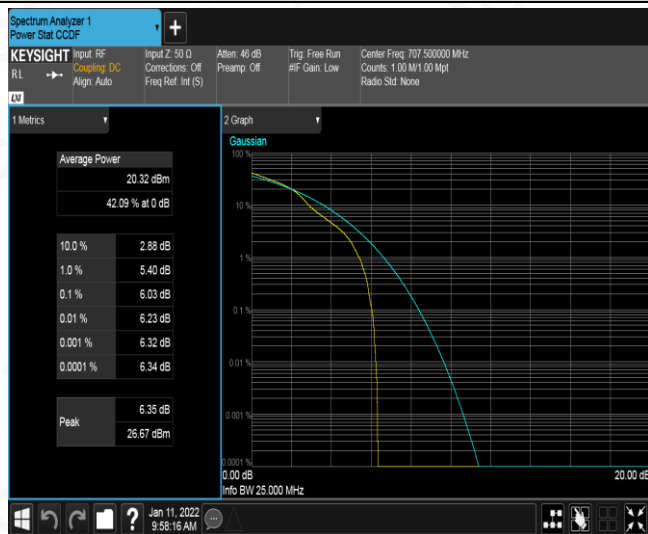 Spectrum Analyzer 1
Power Stat CCDF
+
KEYSIGHT
RL
LXI
Input: RF
Coupling: DC
Align: Auto
Input Z: 50 Ω
Corrections: Off
Freq Ref: Int (S)
Atten: 46 dB
Preamp: Off
Trig: Free Run
#IF Gain: Low
Center Freq: 707.500000 MHz
Counts: 1.00 M/1.00 Mpt
Radio Std: None
1 Metrics
Average Power
20.32 dBm
42.09 % at 0 dB
10.0 % 2.88 dB
1.0 % 5.40 dB
0.1 % 6.03 dB
0.01 % 6.23 dB
0.001 % 6.32 dB
0.0001 % 6.34 dB
Peak
6.35 dB
26.67 dBm
2 Graph
Gaussian
100 %
10 %
1 %
0.1 %
0.01 %
0.001 %
0.0001 %
0.00 dB 20.00 dB
Info BW 25.000 MHz
?
Jan 11, 2022
9:58:16 AM